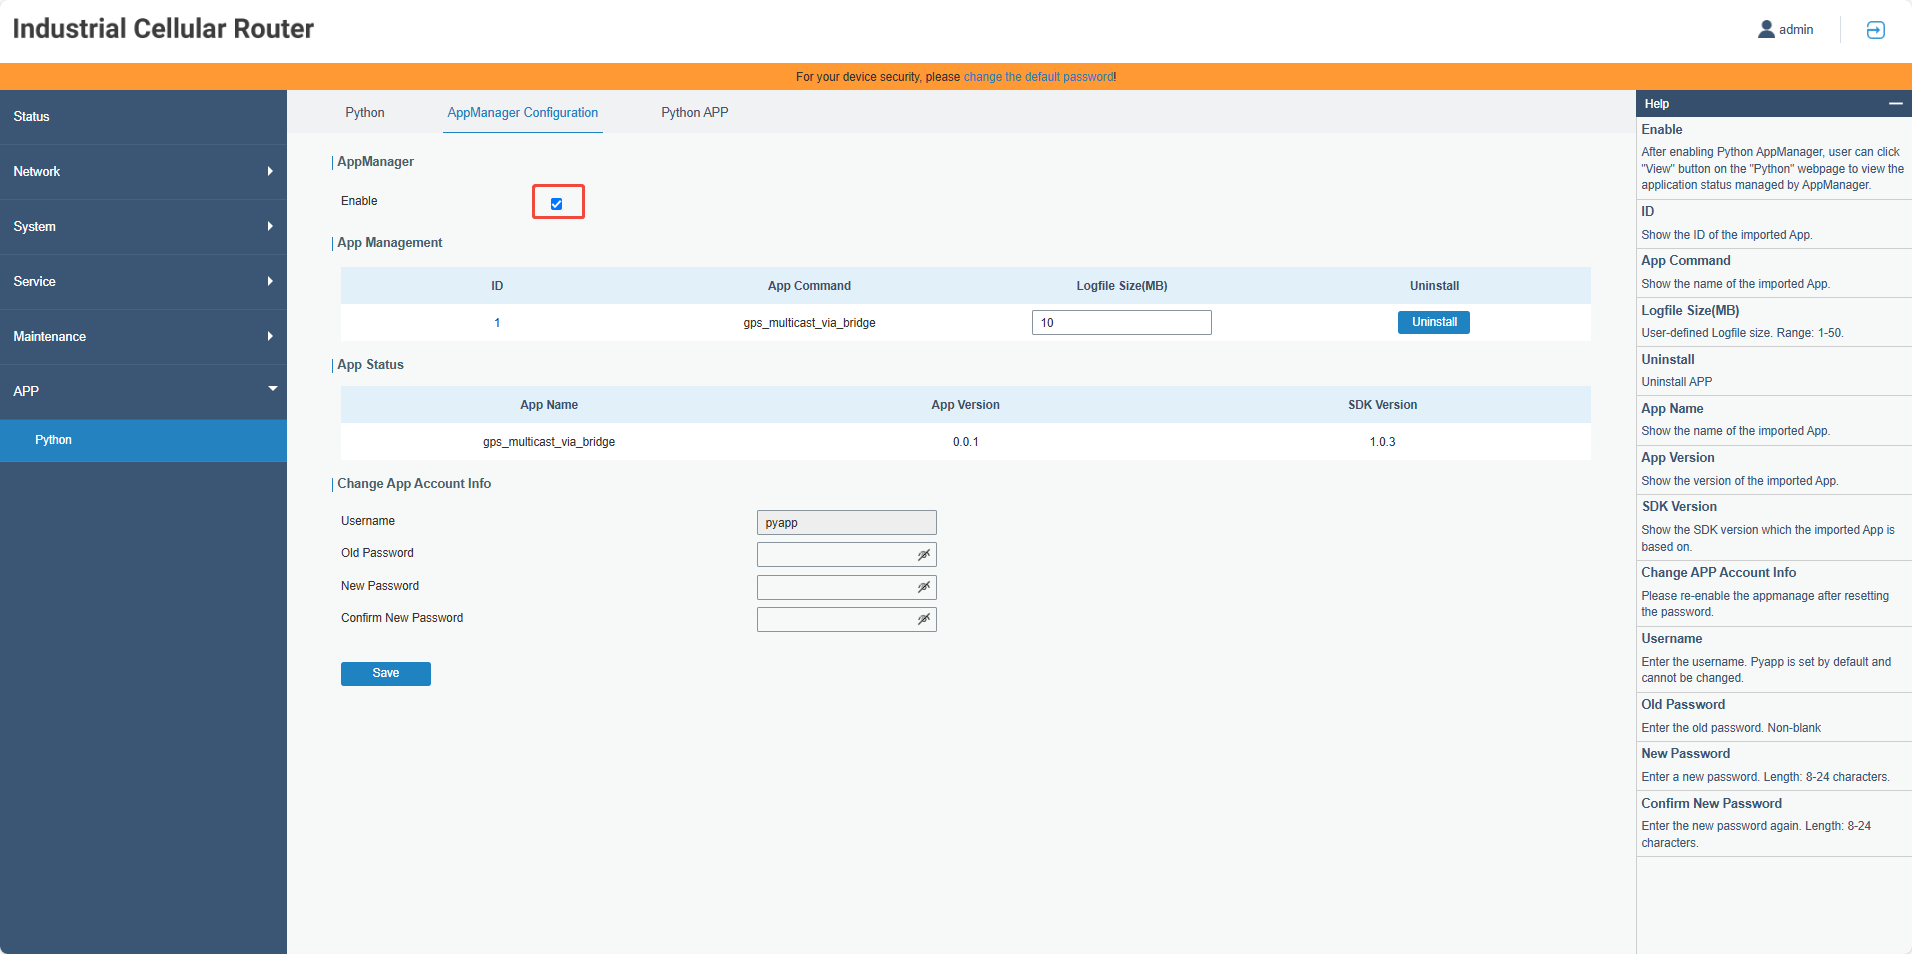 Industrial Cellular Router
admin
For your device security, please change the default password!
Status
Network
System
Service
Maintenance
APP
Python
Python AppManager Configuration Python APP
AppManager
Enable
App Management
ID App Command Logfile Size(MB) Uninstall
1 gps_multicast_via_bridge 10 Uninstall
App Status
App Name App Version SDK Version
gps_multicast_via_bridge 0.0.1 1.0.3
Change App Account Info
Username pyapp
Old Password
New Password
Confirm New Password
Save
Help
Enable
After enabling Python AppManager, user can click
"View" button on the "Python" webpage to view the
application status managed by AppManager.
ID
Show the ID of the imported App.
App Command
Show the name of the imported App.
Logfile Size(MB)
User-defined Logfile size. Range: 1-50.
Uninstall
Uninstall APP
App Name
Show the name of the imported App.
App Version
Show the version of the imported App.
SDK Version
Show the SDK version which the imported App is
based on.
Change APP Account Info
Please re-enable the appmanage after resetting
the password.
Username
Enter the username. Pyapp is set by default and
cannot be changed.
Old Password
Enter the old password. Non-blank
New Password
Enter a new password. Length: 8-24 characters.
Confirm New Password
Enter the new password again. Length: 8-24
characters.